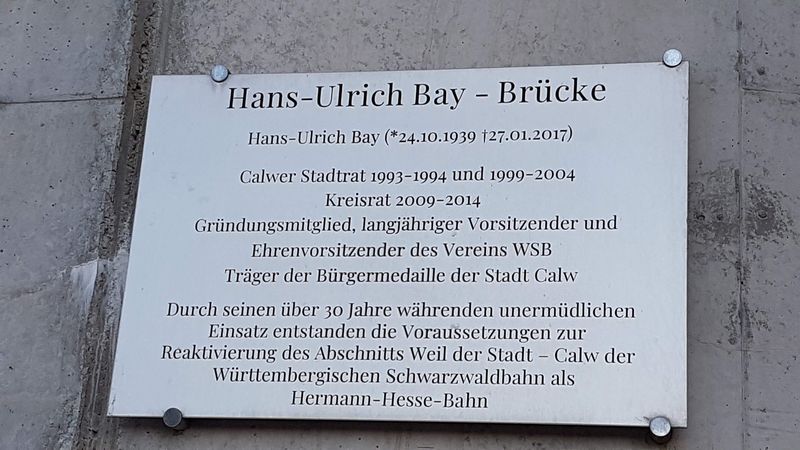 Hans-Ulrich Bay – Brücke
Hans-Ulrich Bay (*24.10.1939 †27.01.2017)
Calwer Stadtrat 1993-1994 und 1999-2004
Kreisrat 2009-2014
Gründungsmitglied, langjähriger Vorsitzender und
Ehrenvorsitzender des Vereins WSB
Träger der Bürgermedaille der Stadt Calw
Durch seinen über 30 Jahre währenden unermüdlichen
Einsatz entstanden die Voraussetzungen zur
Reaktivierung des Abschnitts Weil der Stadt – Calw der
Württembergischen Schwarzwaldbahn als
Hermann-Hesse-Bahn